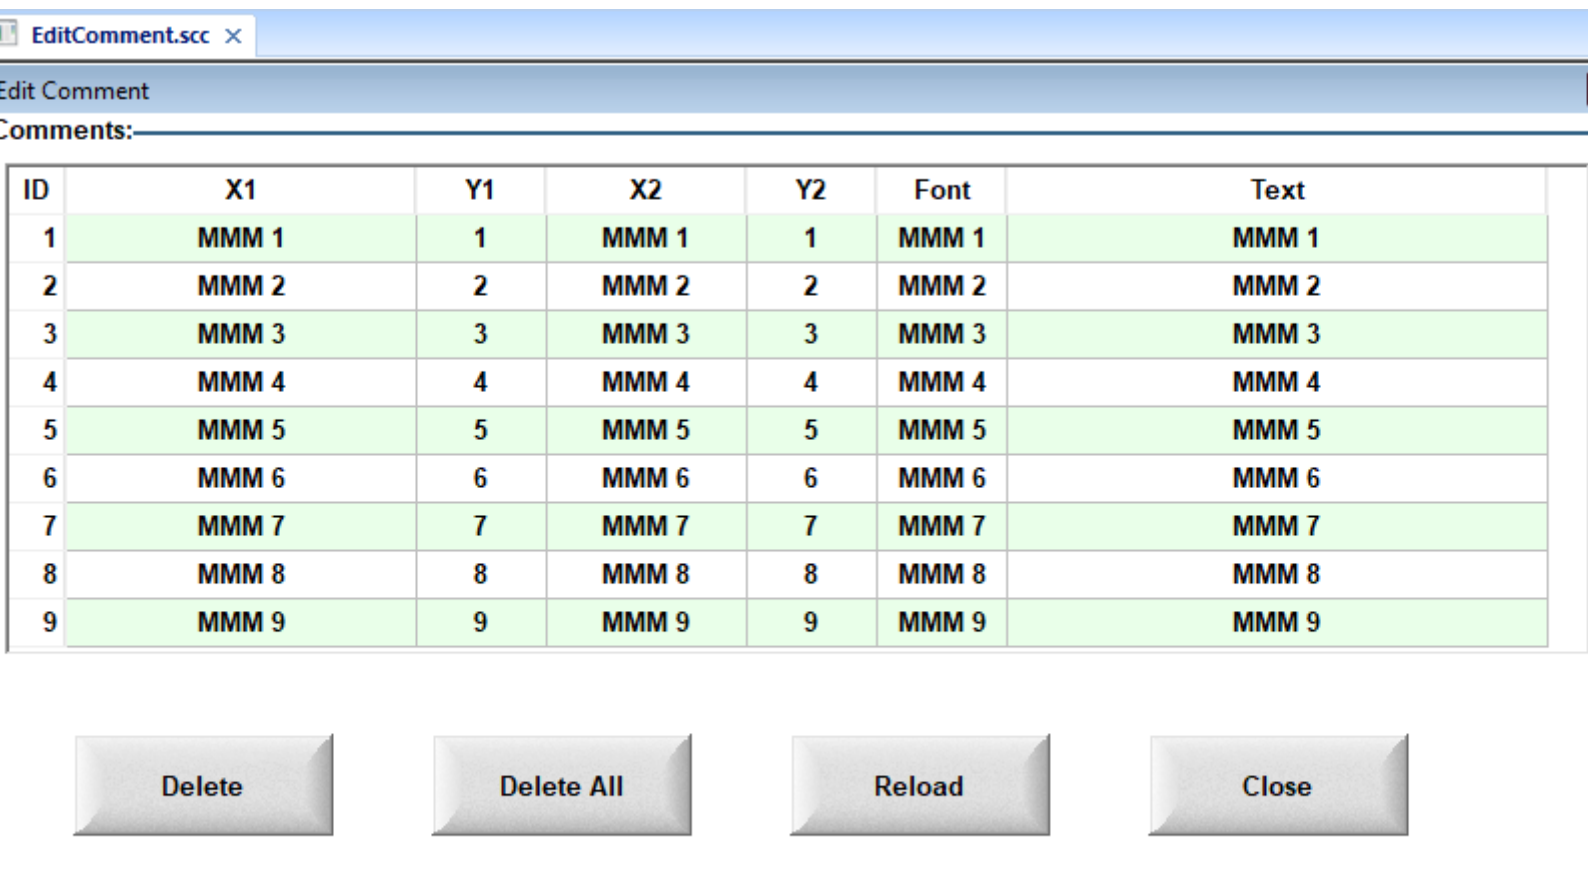 EditComment.scc
Edit Comment
Comments:
ID X1 Y1 X2 Y2 Font Text
1 MMM 1 1 MMM 1 1 MMM 1 MMM 1
2 MMM 2 2 MMM 2 2 MMM 2 MMM 2
3 MMM 3 3 MMM 3 3 MMM 3 MMM 3
4 MMM 4 4 MMM 4 4 MMM 4 MMM 4
5 MMM 5 5 MMM 5 5 MMM 5 MMM 5
6 MMM 6 6 MMM 6 6 MMM 6 MMM 6
7 MMM 7 7 MMM 7 7 MMM 7 MMM 7
8 MMM 8 8 MMM 8 8 MMM 8 MMM 8
9 MMM 9 9 MMM 9 9 MMM 9 MMM 9
Delete Delete All Reload Close